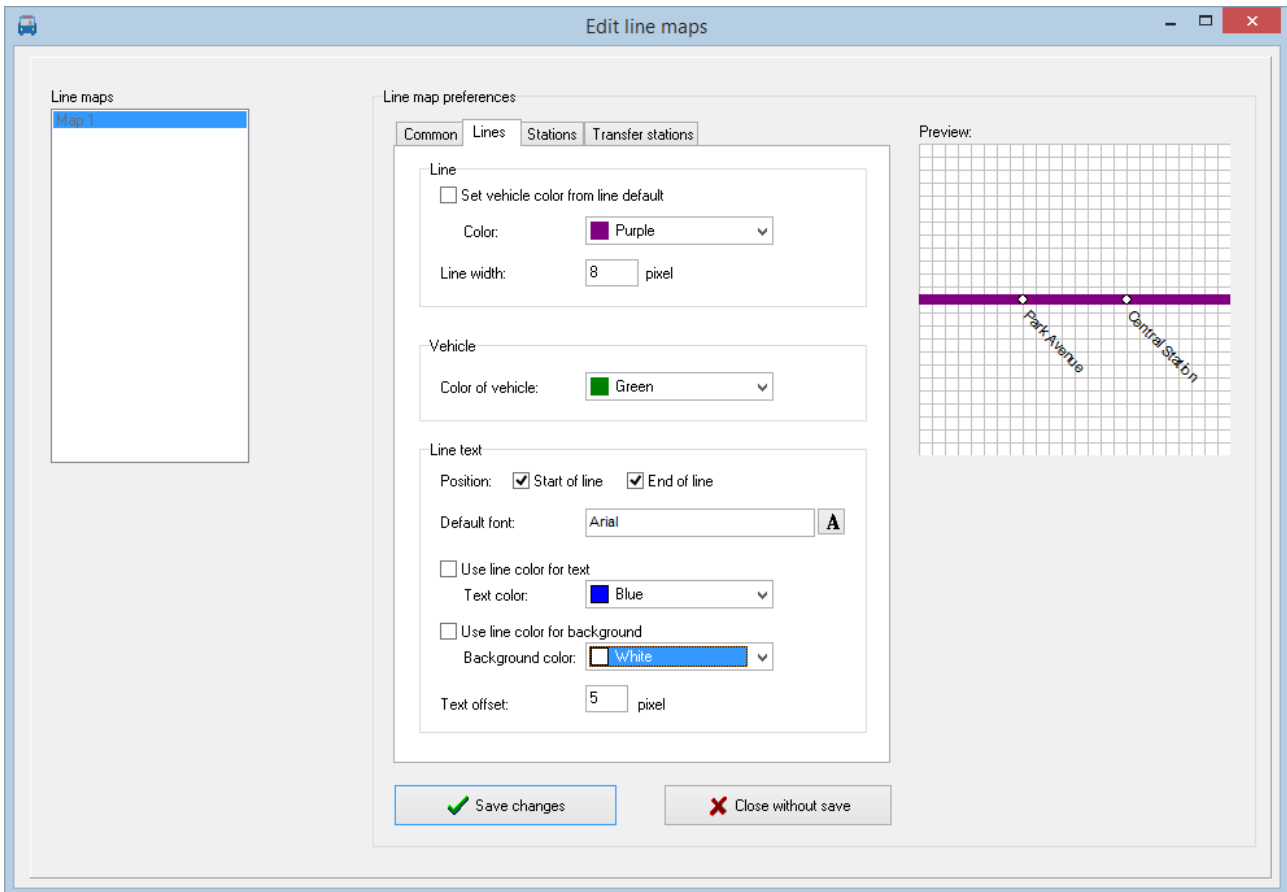 Edit line maps
Line maps
Map 1
Line map preferences
Common
Lines
Stations
Transfer stations
Line
Set vehicle color from line default
Color:
Purple
Line width:
8
pixel
Vehicle
Color of vehicle:
Green
Line text
Position:
Start of line
End of line
Default font:
Arial
A
Use line color for text
Text color:
Blue
Use line color for background
Background color:
White
Text offset:
5
pixel
Save changes
Close without save
Preview:
Park Avenue
Central Station